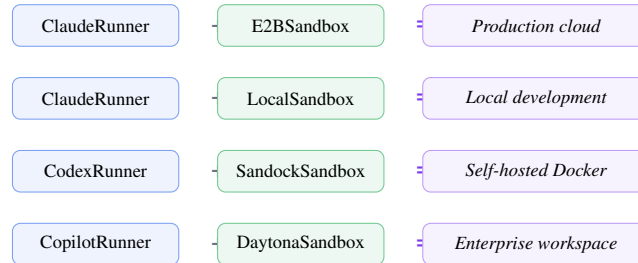 ClaudeRunner - E2BSandbox = Production cloud
ClaudeRunner - LocalSandbox = Local development
CodexRunner - SandockSandbox = Self-hosted Docker
CopilotRunner - DaytonaSandbox = Enterprise workspace